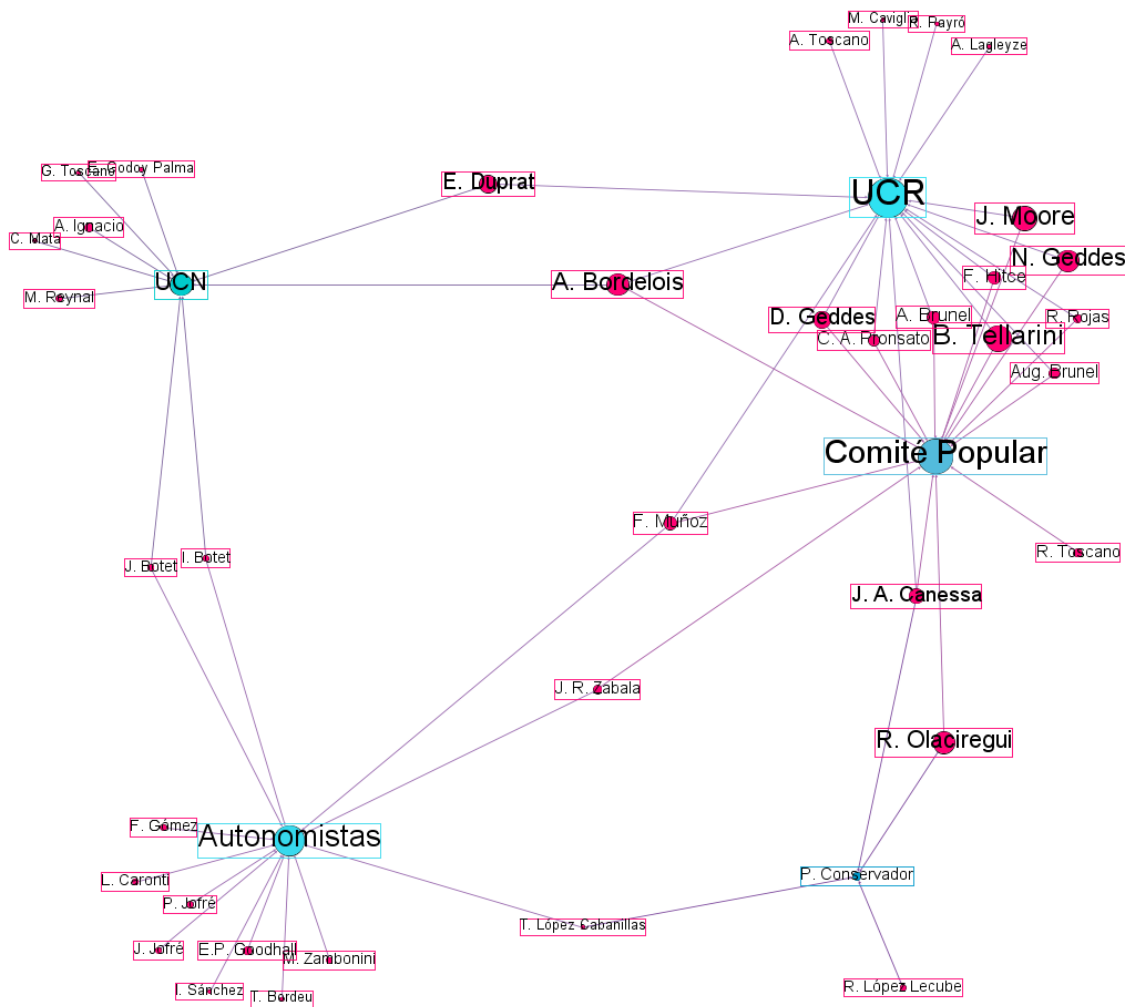 M. Caviglia
R. Payró
A. Toscano
A. Lagleyze
G. Toscano
E. Godoy Palma
E. Duprat
UCR
J. Moore
A. Ignacio
C. Mata
N. Geddes
UCN
A. Bordelois
F. Hitce
M. Reynal
D. Geddes
A. Brunel
R. Rojas
C. A. Pronsato
B. Tellarini
Aug. Brunel
Comité Popular
F. Muñoz
R. Toscano
I. Botet
J. Botet
J. A. Canessa
J. R. Zabala
R. Olaciregui
F. Gómez
Autonomistas
L. Caronti
P. Conservador
P. Jofré
T. López Cabanillas
J. Jofré
E.P. Goodhall
M. Zambonini
I. Sánchez
R. López Lecube
T. Bordeu